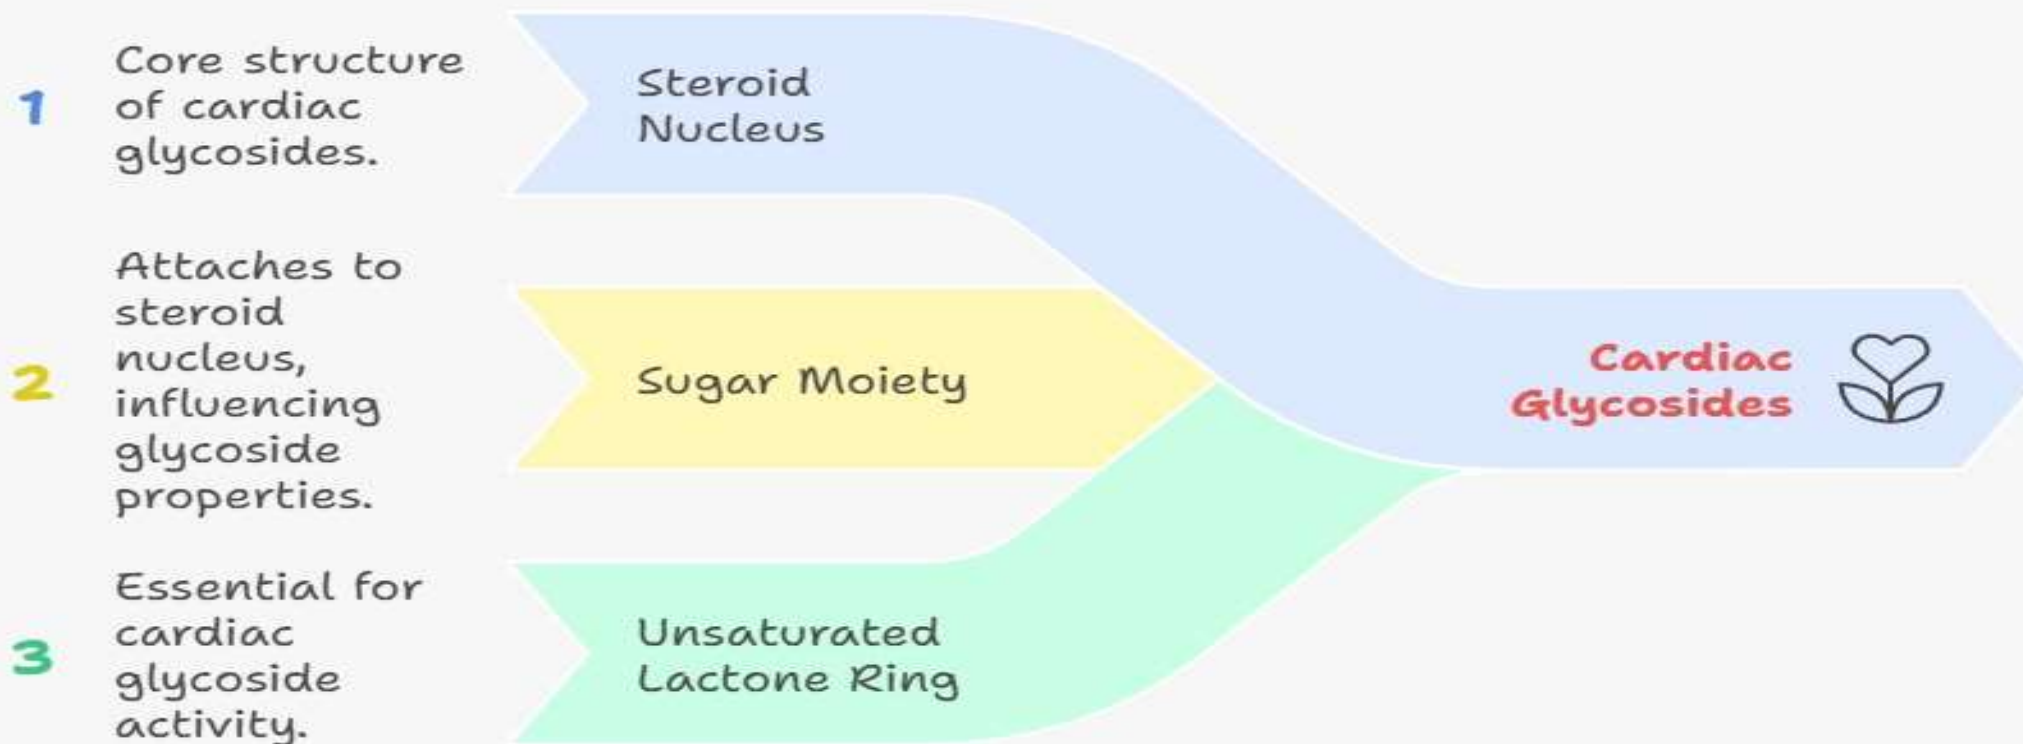 1
Core structure
of cardiac
glycosides.
Steroid
Nucleus
2
Attaches to
steroid
nucleus,
influencing
glycoside
properties.
Sugar Moiety
Cardiac
Glycosides
3
Essential for
cardiac
glycoside
activity.
Unsaturated
Lactone Ring